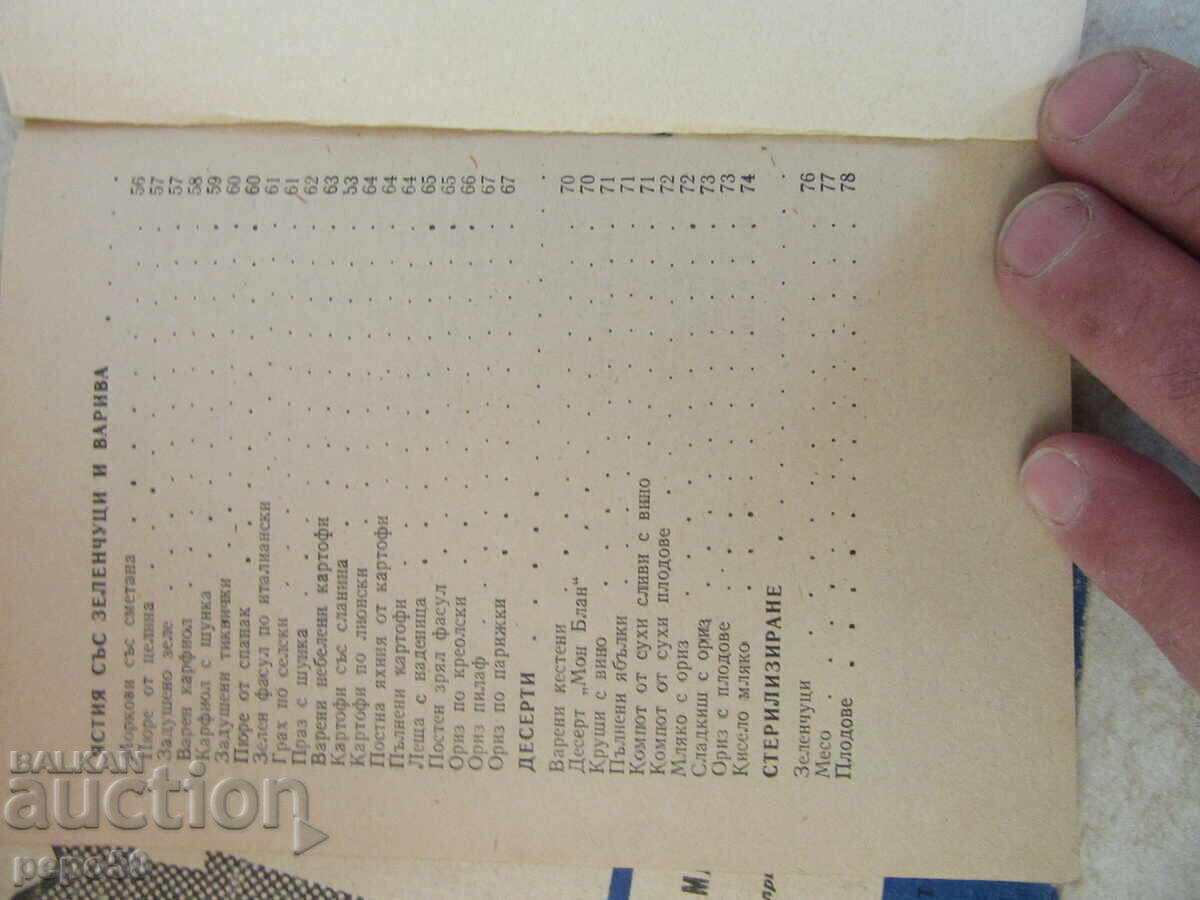 ЯСТИЯ СЪС ЗЕЛЕНЧУЦИ И ВАРИВА
Моркови със сметана 56
Пюре от целина 57
Задушено зеле 57
Варен карфиол 58
Карфиол с шунка 59
Задушени тиквички 60
Пюре от спанак 60
Зелен фасул по италиански 61
Грах по селски 61
Праз с шунка 62
Варени небелени картофи 63
Картофи със сланина 53
Картофи по лионски 64
Постна яхния от картофи 64
Пълнени картофи 64
Леща с наденица 65
Постен зрял фасул 65
Ориз по креолски 66
Ориз пилаф 67
Ориз по парижки 67
ДЕСЕРТИ
Варени кестени 70
Десерт „Мон Блан“ 70
Круши с вино 71
Пълнени ябълки 71
Компот от сухи сливи с вино 71
Компот от сухи плодове 72
Мляко с ориз 72
Сладкиш с ориз 73
Ориз с плодове 73
Кисело мляко 74
СТЕРИЛИЗИРАНЕ
Зеленчуци 76
Месо 77
Плодове 78
BALKAN
auction
pepo50